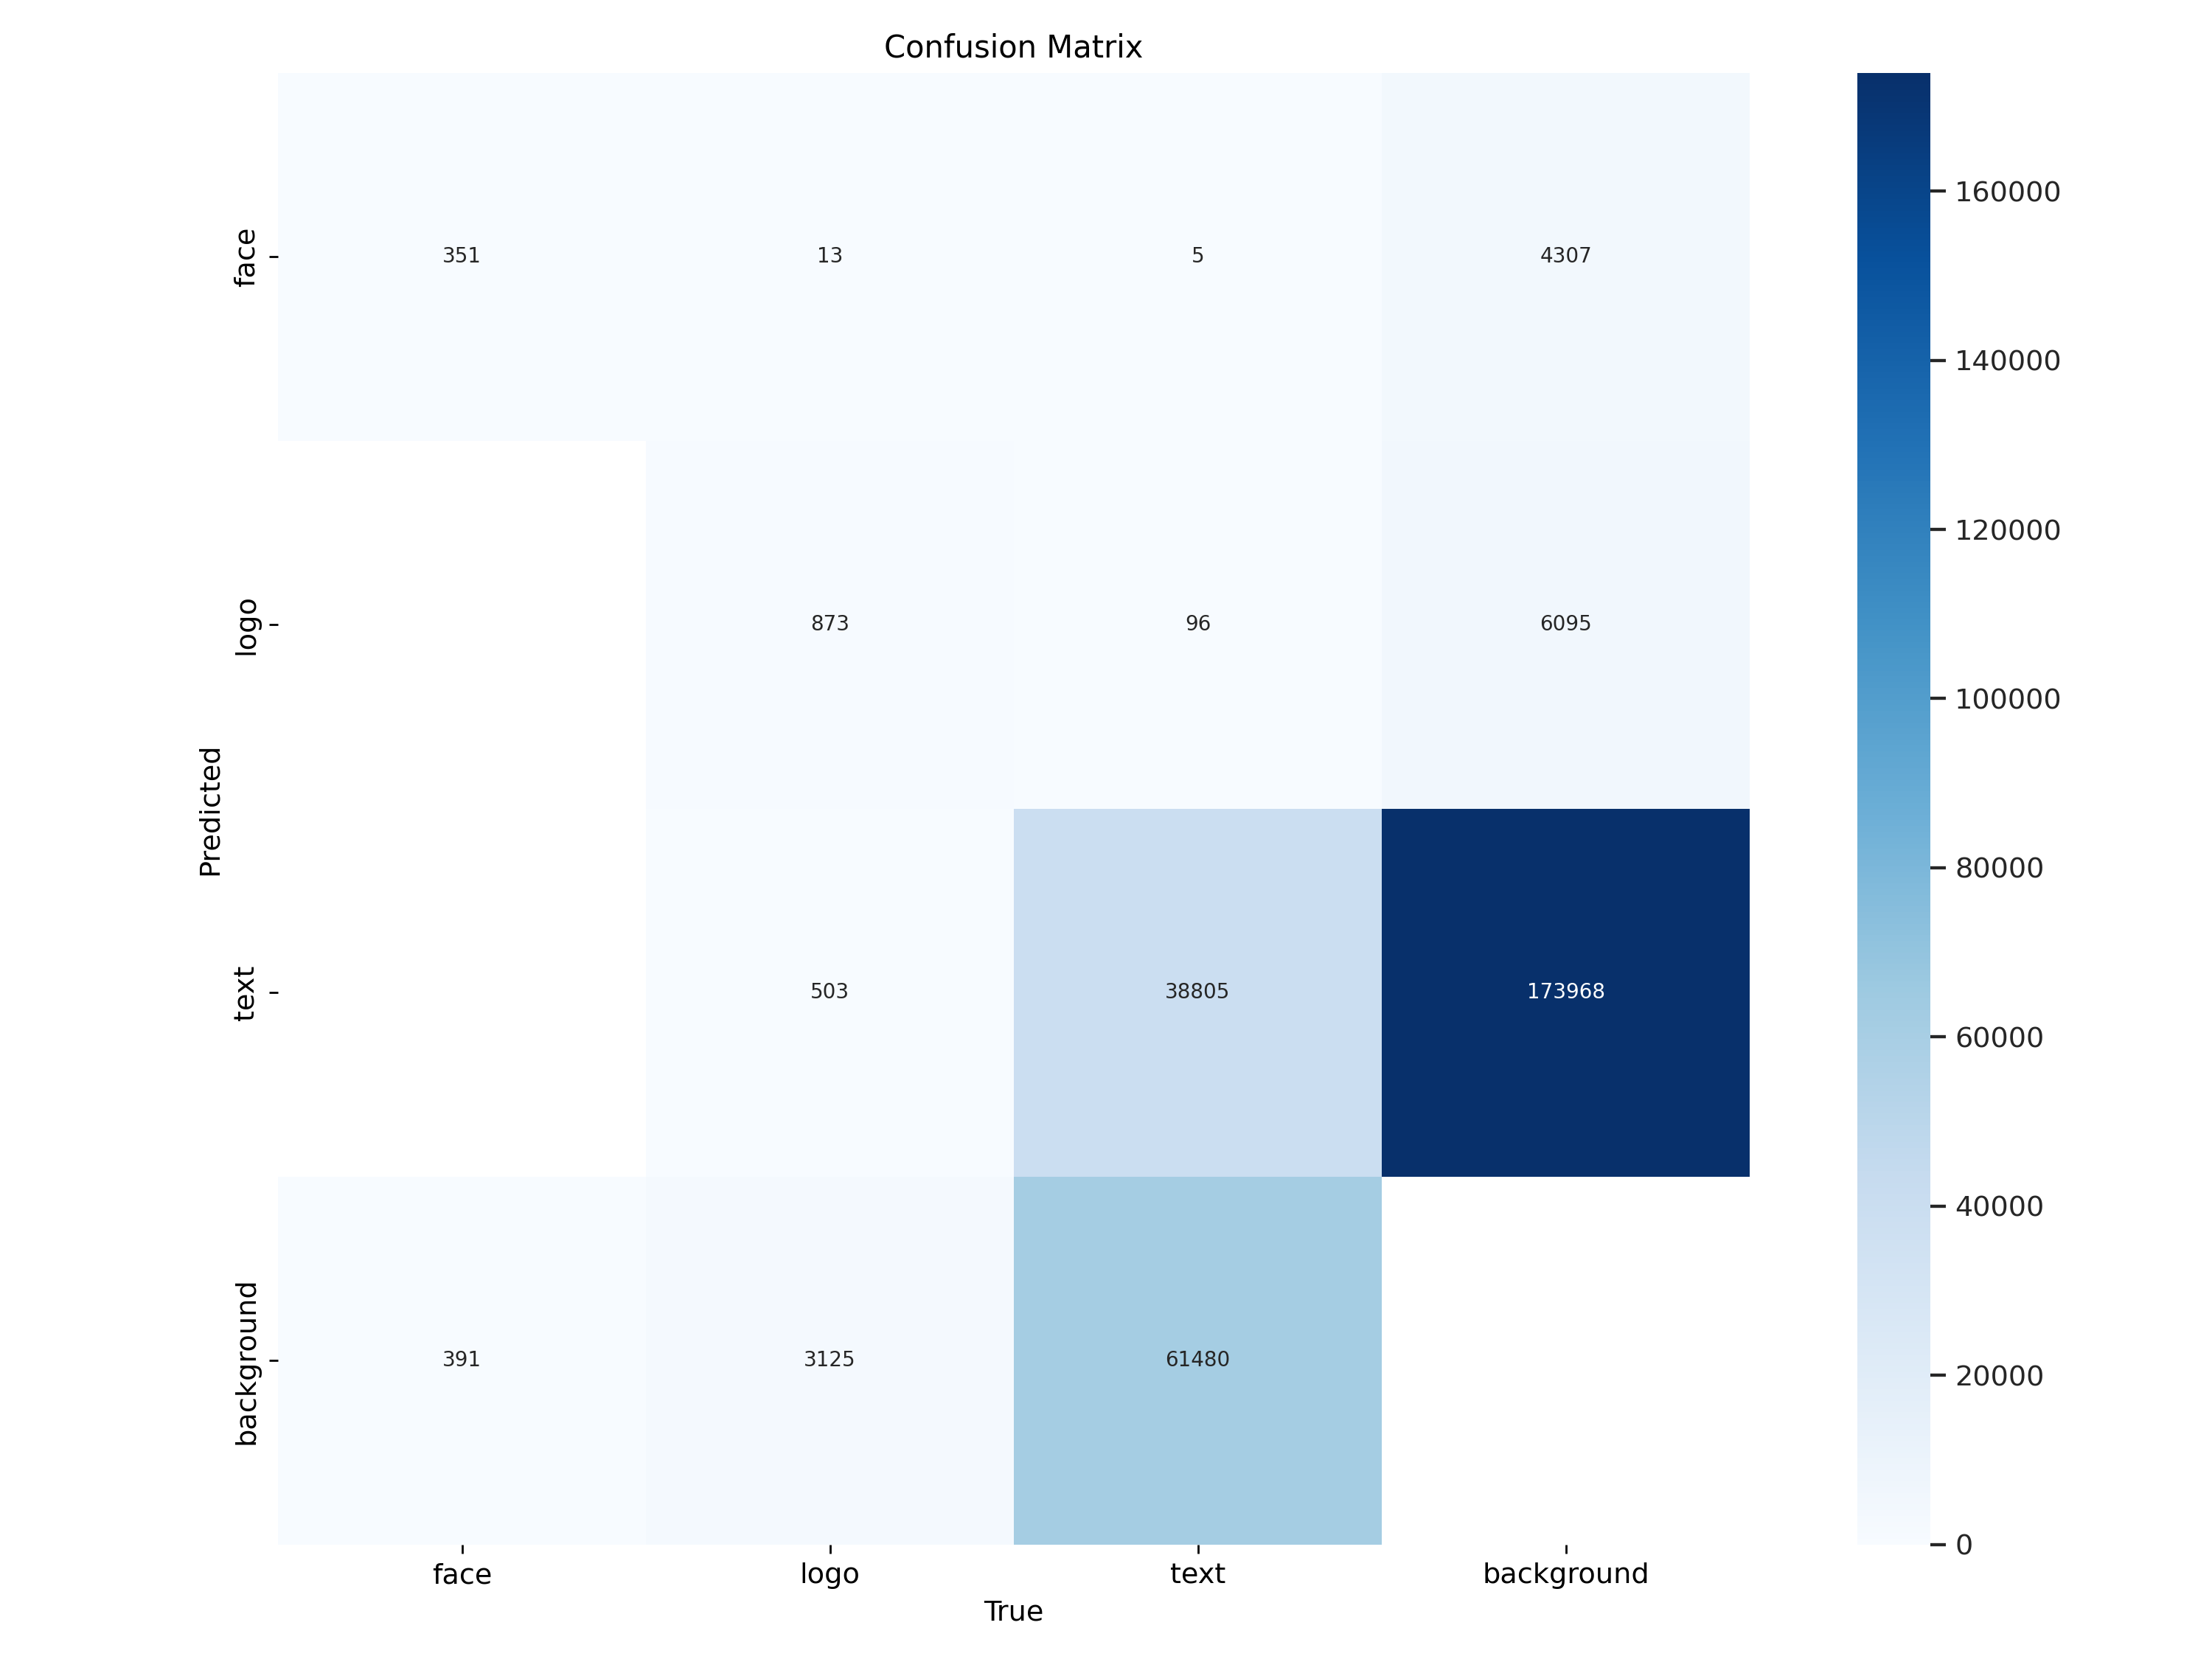 Confusion Matrix
face
351
13
5
4307
logo
873
96
6095
text
503
38805
173968
background
391
3125
61480
Predicted
face
logo
text
background
True
160000
140000
120000
100000
80000
60000
40000
20000
0